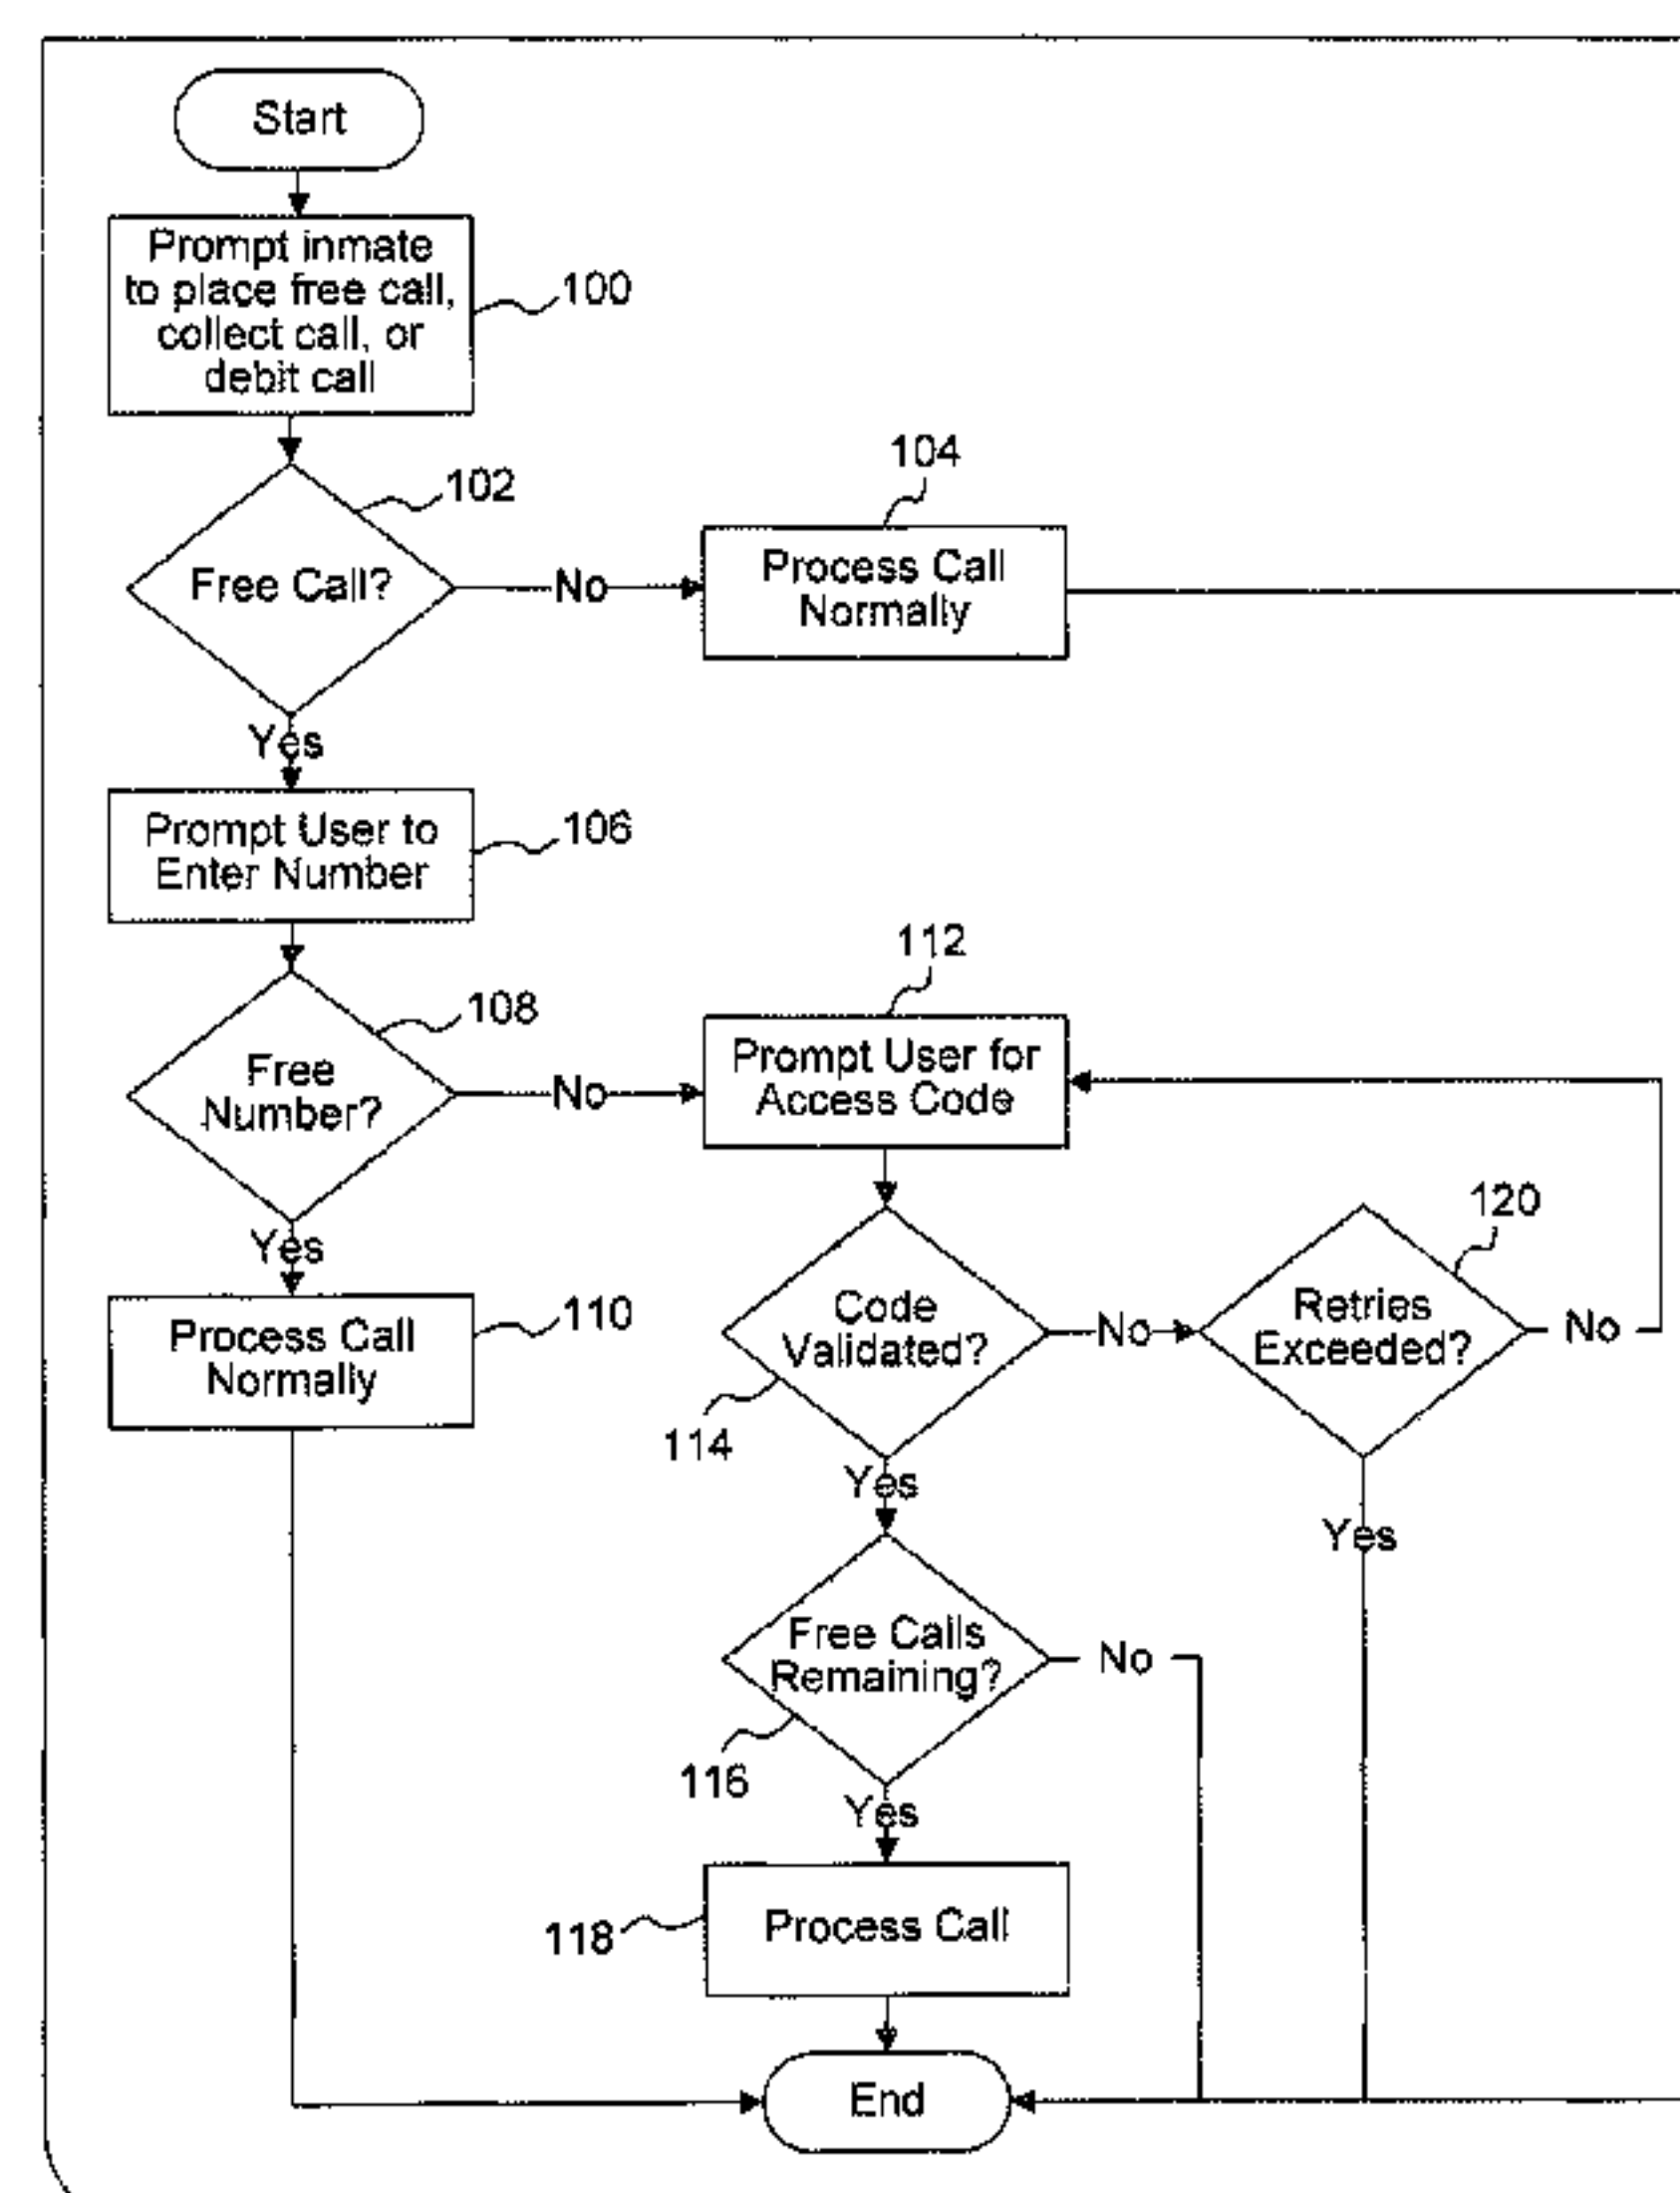 Start
Prompt inmate
to place free call,
collect call, or
debit call
100
102
Free Call?
No
104
Process Call
Normally
Yes
Prompt User to
Enter Number
106
108
Free
Number?
No
112
Prompt User for
Access Code
Yes
Process Call
Normally
110
Code
Validated?
114
No
120
Retries
Exceeded?
No
Yes
Yes
Free Calls
Remaining?
116
No
Yes
Process Call
118
End